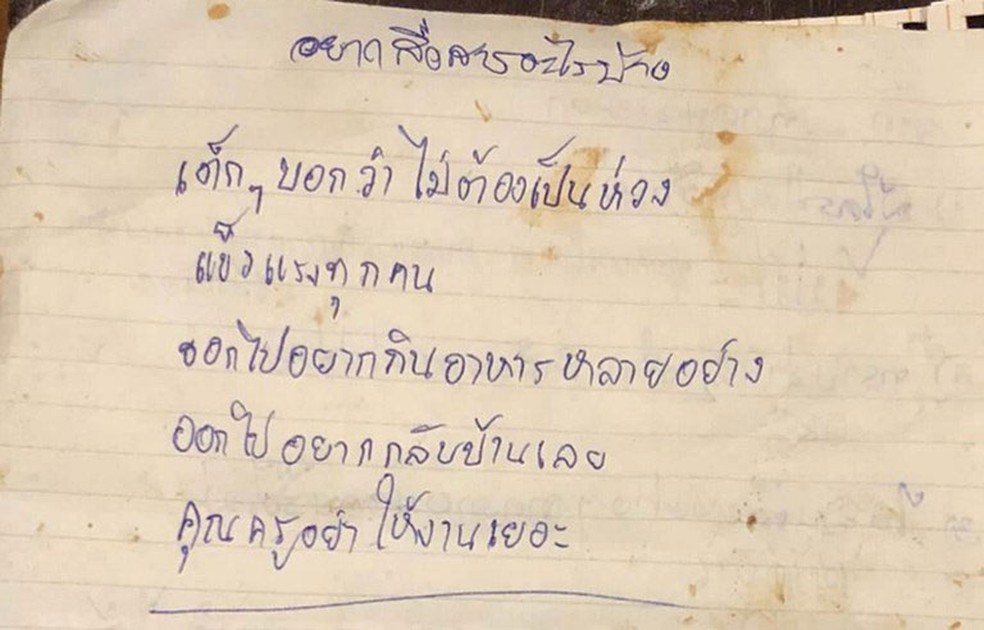 อยากสื่อสารอะไรบ้าง
เด็กๆ บอกว่า ไม่ต้องเป็นห่วง
แข็งแรงทุกคน
ออกไปอยากกินอาหารหลายอย่าง
ออกไปอยากกลับบ้านเลย
คุณครูอย่าให้งานเยอะ